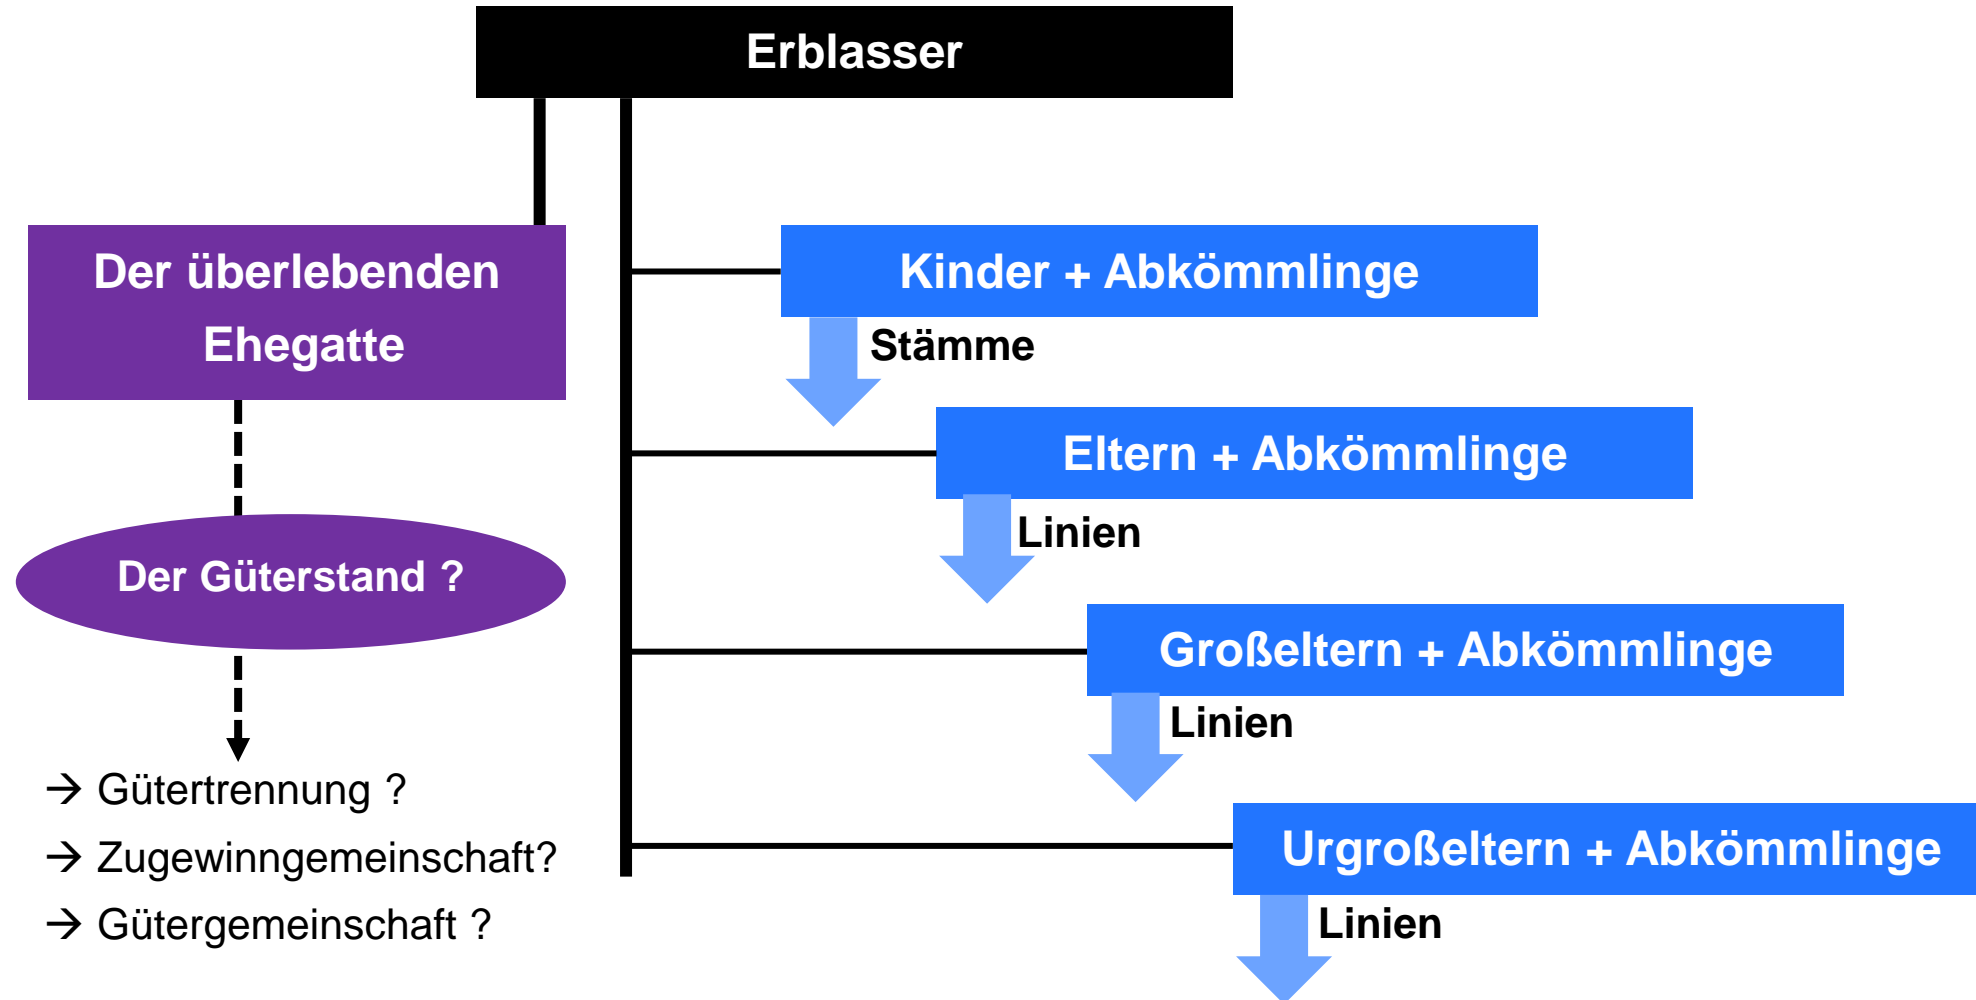 Erblasser
Der überlebenden
Ehegatte
Kinder + Abkömmlinge
Stämme
Eltern + Abkömmlinge
Linien
Der Güterstand ?
Großeltern + Abkömmlinge
Linien
→ Gütertrennung ?
→ Zugewinngemeinschaft?
→ Gütergemeinschaft ?
Urgroßeltern + Abkömmlinge
Linien